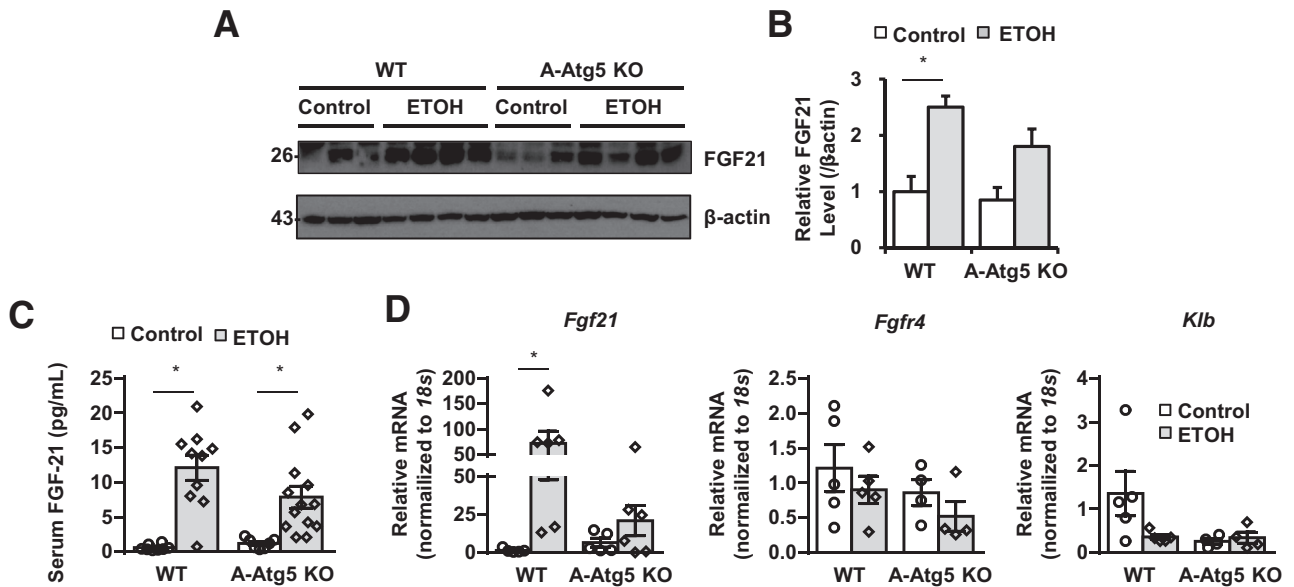 A
WT
A-Atg5 KO
Control
ETOH
Control
ETOH
26
FGF21
43
β-actin
B
Control
ETOH
*
Relative FGF21
Level (/βactin)
3
2
1
0
WT
A-Atg5 KO
C
Control
ETOH
*
*
Serum FGF-21 (pg/mL)
25
20
15
10
5
0
WT
A-Atg5 KO
D
Fgf21
*
Relative mRNA
(normailized to 18s)
200
150
100
50
50
25
0
WT
A-Atg5 KO
Fgfr4
Relative mRNA
(normailized to 18s)
2.5
2.0
1.5
1.0
0.5
0.0
WT
A-Atg5 KO
Klb
Relative mRNA
(normailized to 18s)
4
3
2
1
0
Control
ETOH
WT
A-Atg5 KO